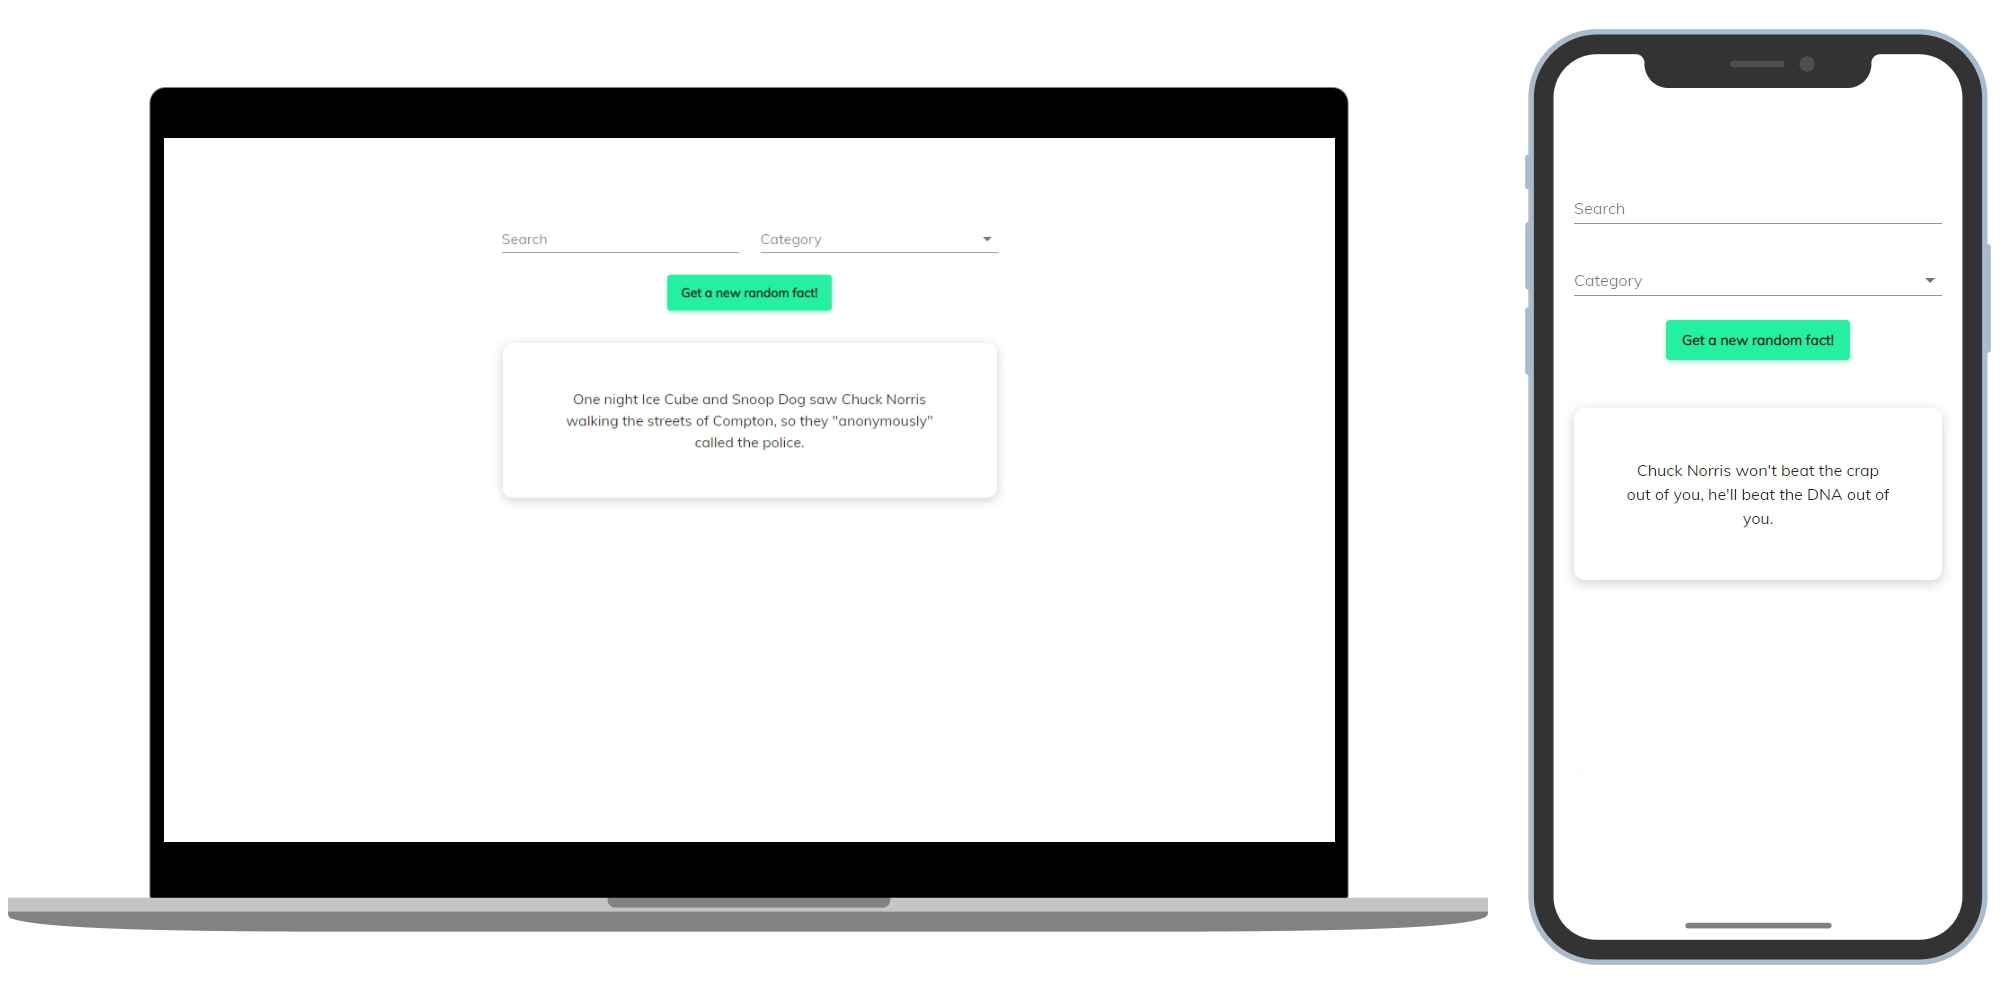 Search
Category
Get a new random fact!
One night Ice Cube and Snoop Dog saw Chuck Norris
walking the streets of Compton, so they "anonymously"
called the police.
Search
Category
Get a new random fact!
Chuck Norris won't beat the crap
out of you, he'll beat the DNA out of
you.